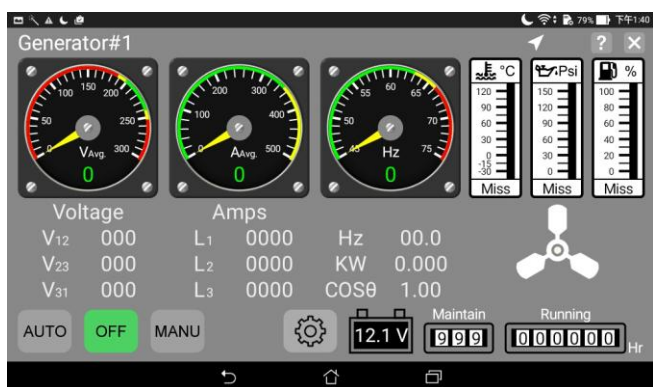 79% 下午1:40
Generator#1 ? ×
0 50 100 150 200 250 300
VAvg.
0
0 100 200 300 400 500
AAvg.
0
45 55 60 65 75
Hz
0
°C
120
90
60
30
0
-15
-30
Miss
Psi
150
120
90
60
30
0
Miss
%
100
80
60
40
20
0
Miss
Voltage Amps
V12 000 L1 0000 Hz 00.0
V23 000 L2 0000 KW 0.000
V31 000 L3 0000 COSθ 1.00
AUTO OFF MANU 12.1 V
Maintain
999
Running
000000 Hr